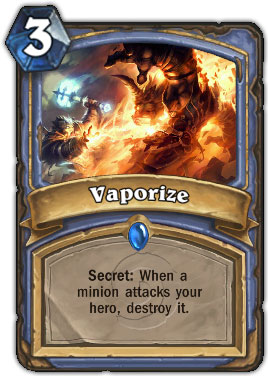 3
Vaporize
Secret: When a
minion attacks your
hero, destroy it.